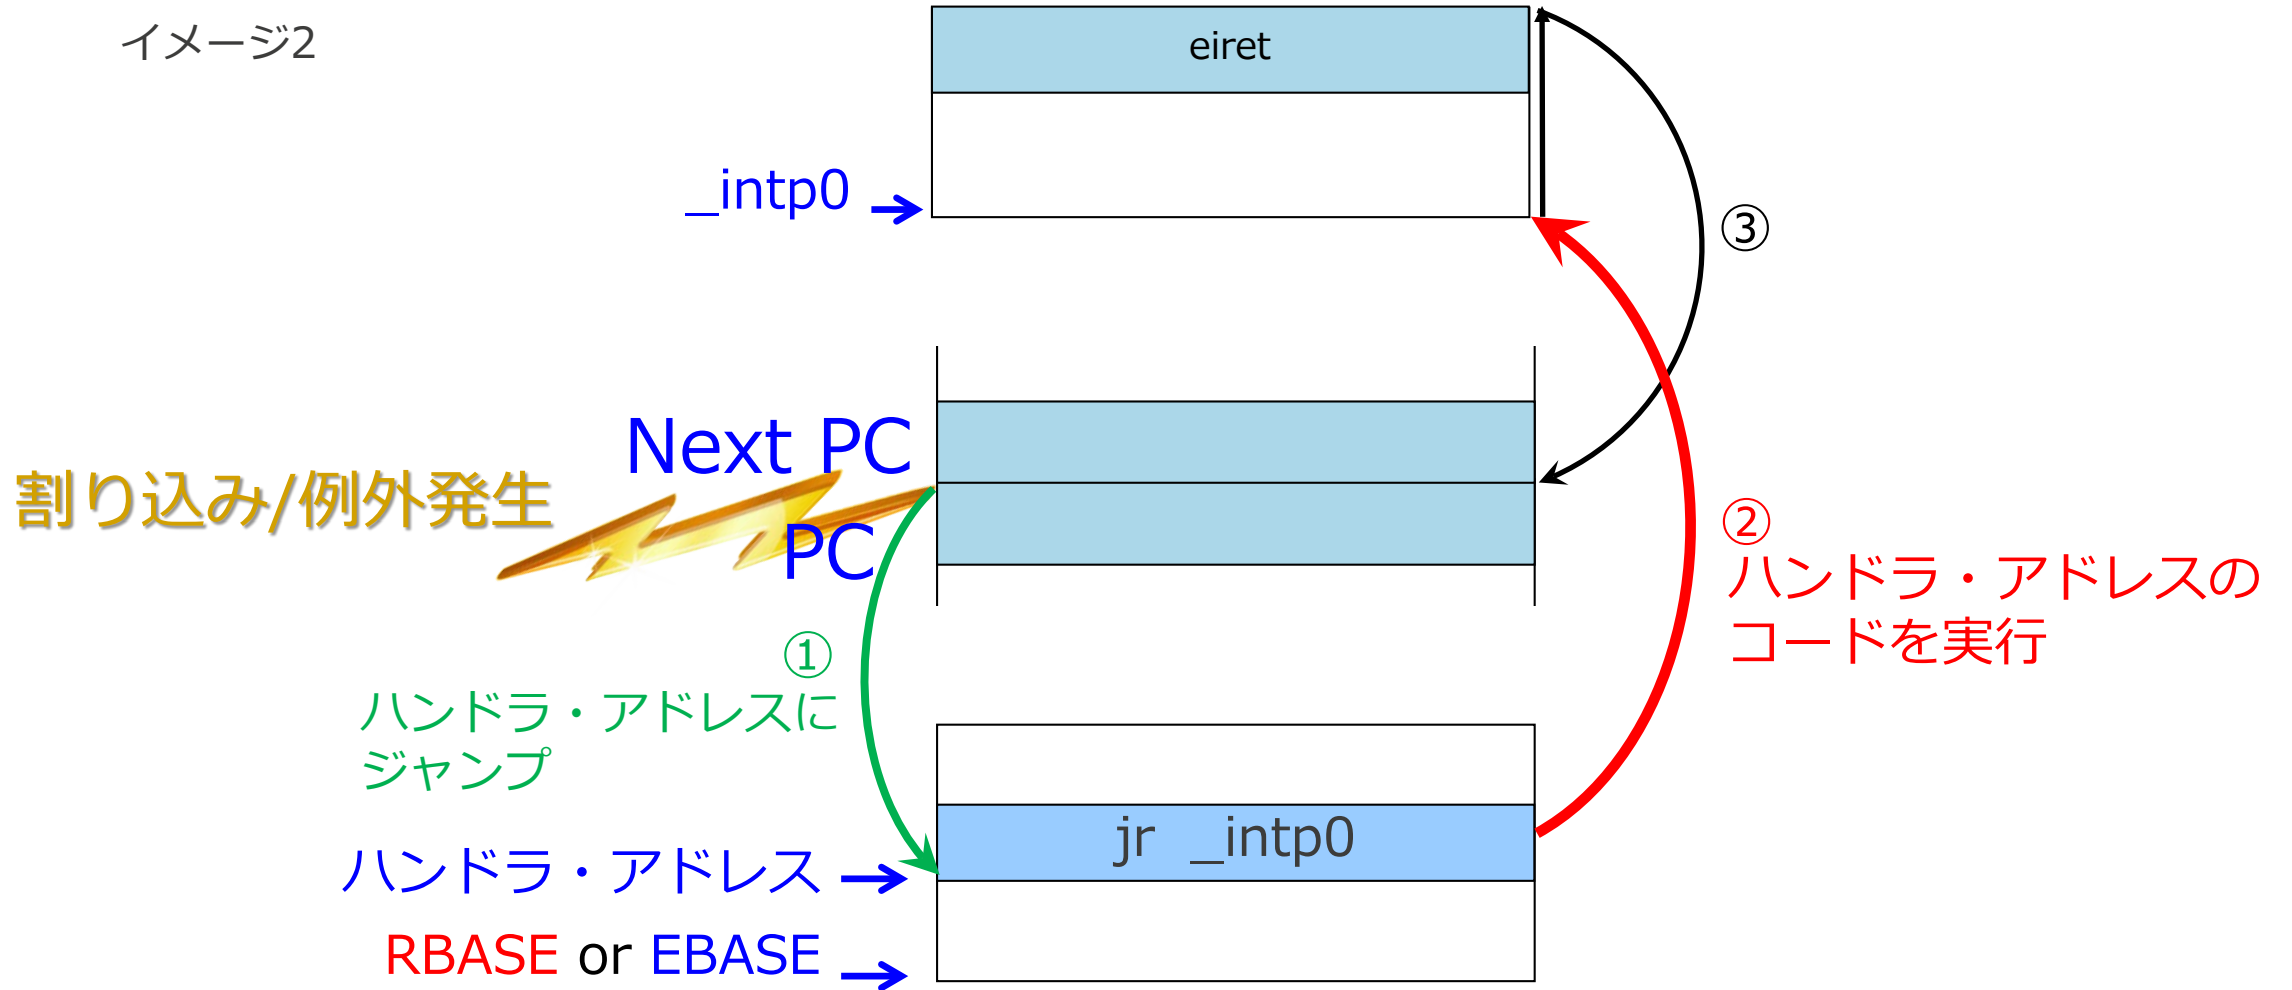 イメージ2
eiret
_intp0
③
Next PC
割り込み/例外発生
PC
②
ハンドラ・アドレスの
コードを実行
①
ハンドラ・アドレスに
ジャンプ
jr _intp0
ハンドラ・アドレス
RBASE or EBASE